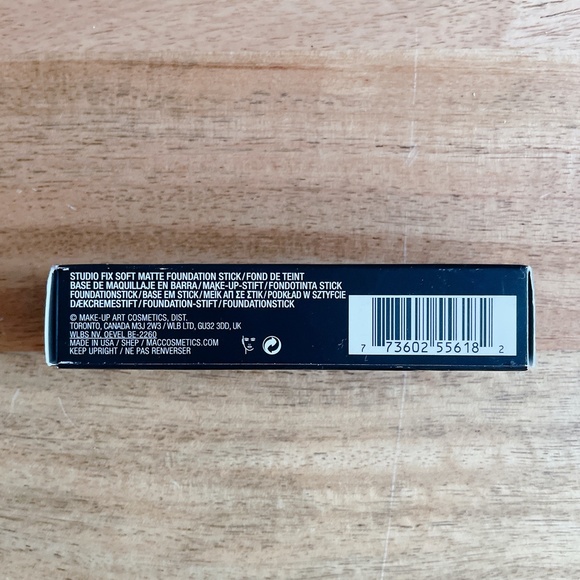 STUDIO FIX SOFT MATTE FOUNDATION STICK/FOND DE TEINT
BASE DE MAQUILLAJE EN BARRA/MAKE-UP-STIFT/FONDOTINTA STICK
FOUNDATIONSTICK/BASE EM STICK/ΜΕΪΚ ΑΠ ΣΕ ΣΤΙΚ/PODKŁAD W SZTYFCIE
DÆKCREMESTIFT/FOUNDATION-STIFT/FOUNDATIONSTICK
© MAKE-UP ART COSMETICS, DIST.
TORONTO, CANADA M3J 2W3 / WLB LTD, GU32 3DD, UK
WLBS NV. OEVEL BE-2260
MADE IN USA / SHEP / MACCOSMETICS.COM
KEEP UPRIGHT / NE PAS RENVERSER
7 73602 55618 2